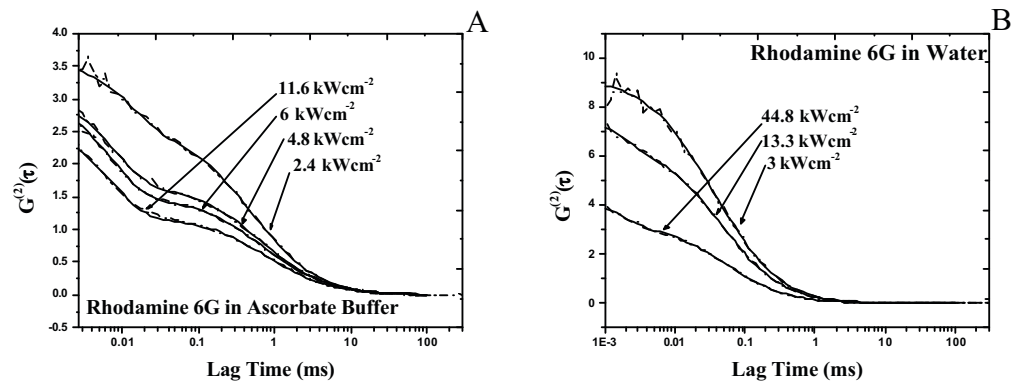 A
4.0
3.5
3.0
2.5
2.0
1.5
1.0
0.5
0.0
-0.5
G⁽²⁾(τ)
11.6 kWcm⁻²
6 kWcm⁻²
4.8 kWcm⁻²
2.4 kWcm⁻²
Rhodamine 6G in Ascorbate Buffer
0.01 0.1 1 10 100
Lag Time (ms)
B
Rhodamine 6G in Water
10
8
6
4
2
0
G⁽²⁾(τ)
44.8 kWcm⁻²
13.3 kWcm⁻²
3 kWcm⁻²
1E-3 0.01 0.1 1 10 100
Lag Time (ms)